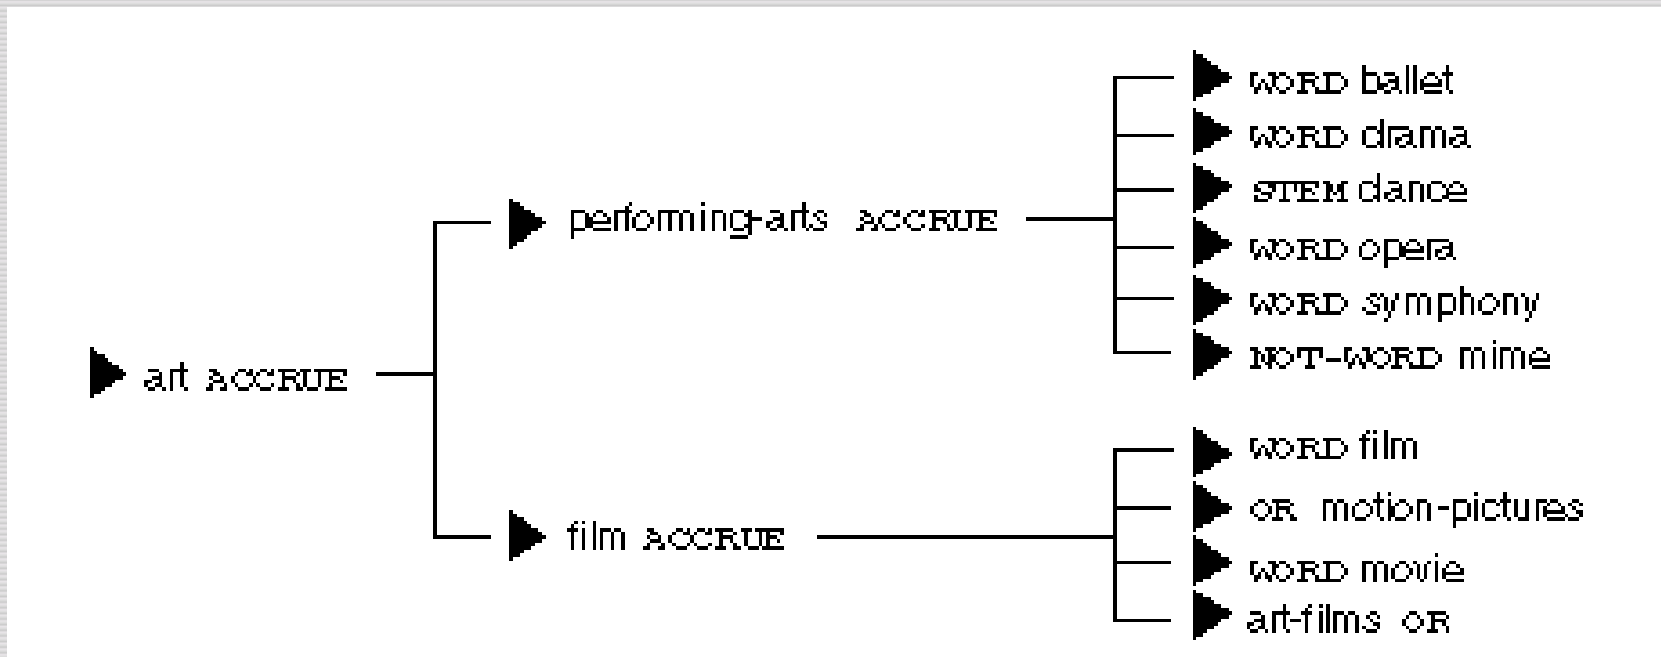 WORD ballet
WORD drama
STEM dance
performing-arts ACCRUE
WORD opera
WORD symphony
NOT-WORD mime
art ACCRUE
WORD film
OR motion-pictures
film ACCRUE
WORD movie
art-films OR